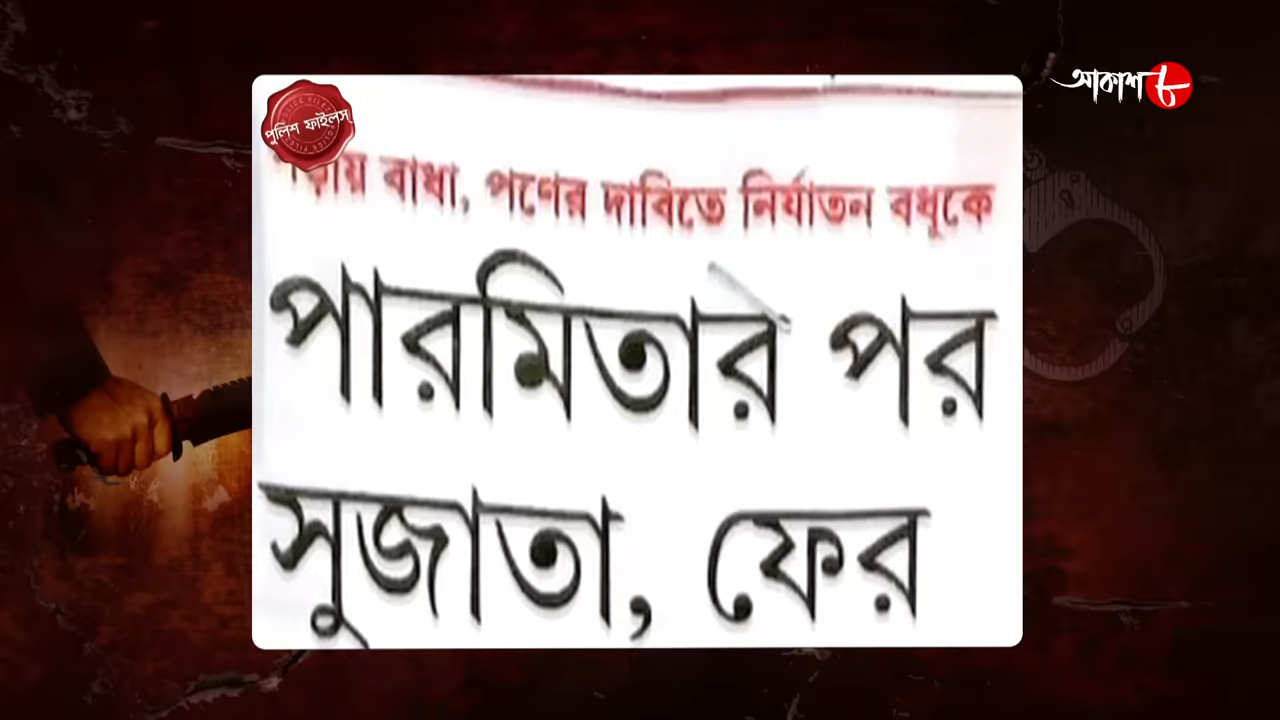 আকাশ ৮
পুলিশ ফাইলস্
বাধা, পণের দাবিতে নির্যাতন বধূকে
পারমিতার পর
সুজাতা, ফের